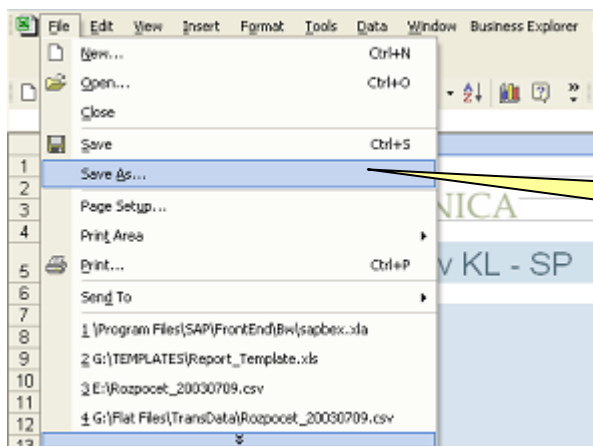 File Edit View Insert Format Tools Data Window Business Explorer
New... Ctrl+N
Open... Ctrl+O
Close
Save Ctrl+S
Save As...
Page Setup...
Print Area
Print... Ctrl+P
Send To
1 \Program Files\SAP\FrontEnd\Bw\sapbex.xla
2 G:\TEMPLATES\Report_Template.xls
3 E:\Rozpocet_20030709.csv
4 G:\Flat Files\TransData\Rozpocet_20030709.csv
1
2
3 NICA
4
5 v KL - SP
6
7
8
9
10
11
12
13